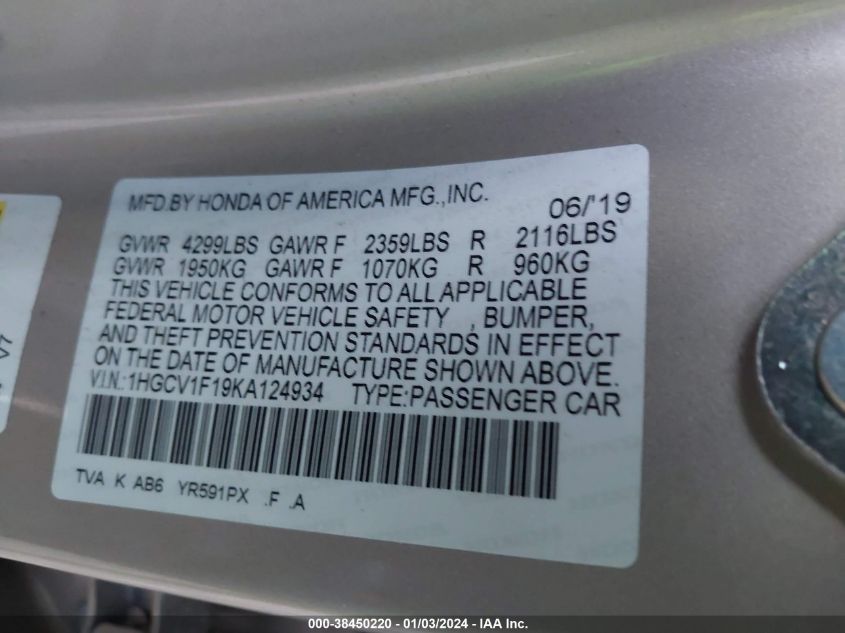 MFD.BY HONDA OF AMERICA MFG.,INC. 06/'19
GVWR 4299LBS GAWR F 2359LBS R 2116LBS
GVWR 1950KG GAWR F 1070KG R 960KG
THIS VEHICLE CONFORMS TO ALL APPLICABLE
FEDERAL MOTOR VEHICLE SAFETY , BUMPER,
AND THEFT PREVENTION STANDARDS IN EFFECT
ON THE DATE OF MANUFACTURE SHOWN ABOVE.
V.I.N.:1HGCV1F19KA124934 TYPE:PASSENGER CAR
TVA K AB6 YR591PX .F .A
V7
000-38450220 - 01/03/2024 - IAA Inc.